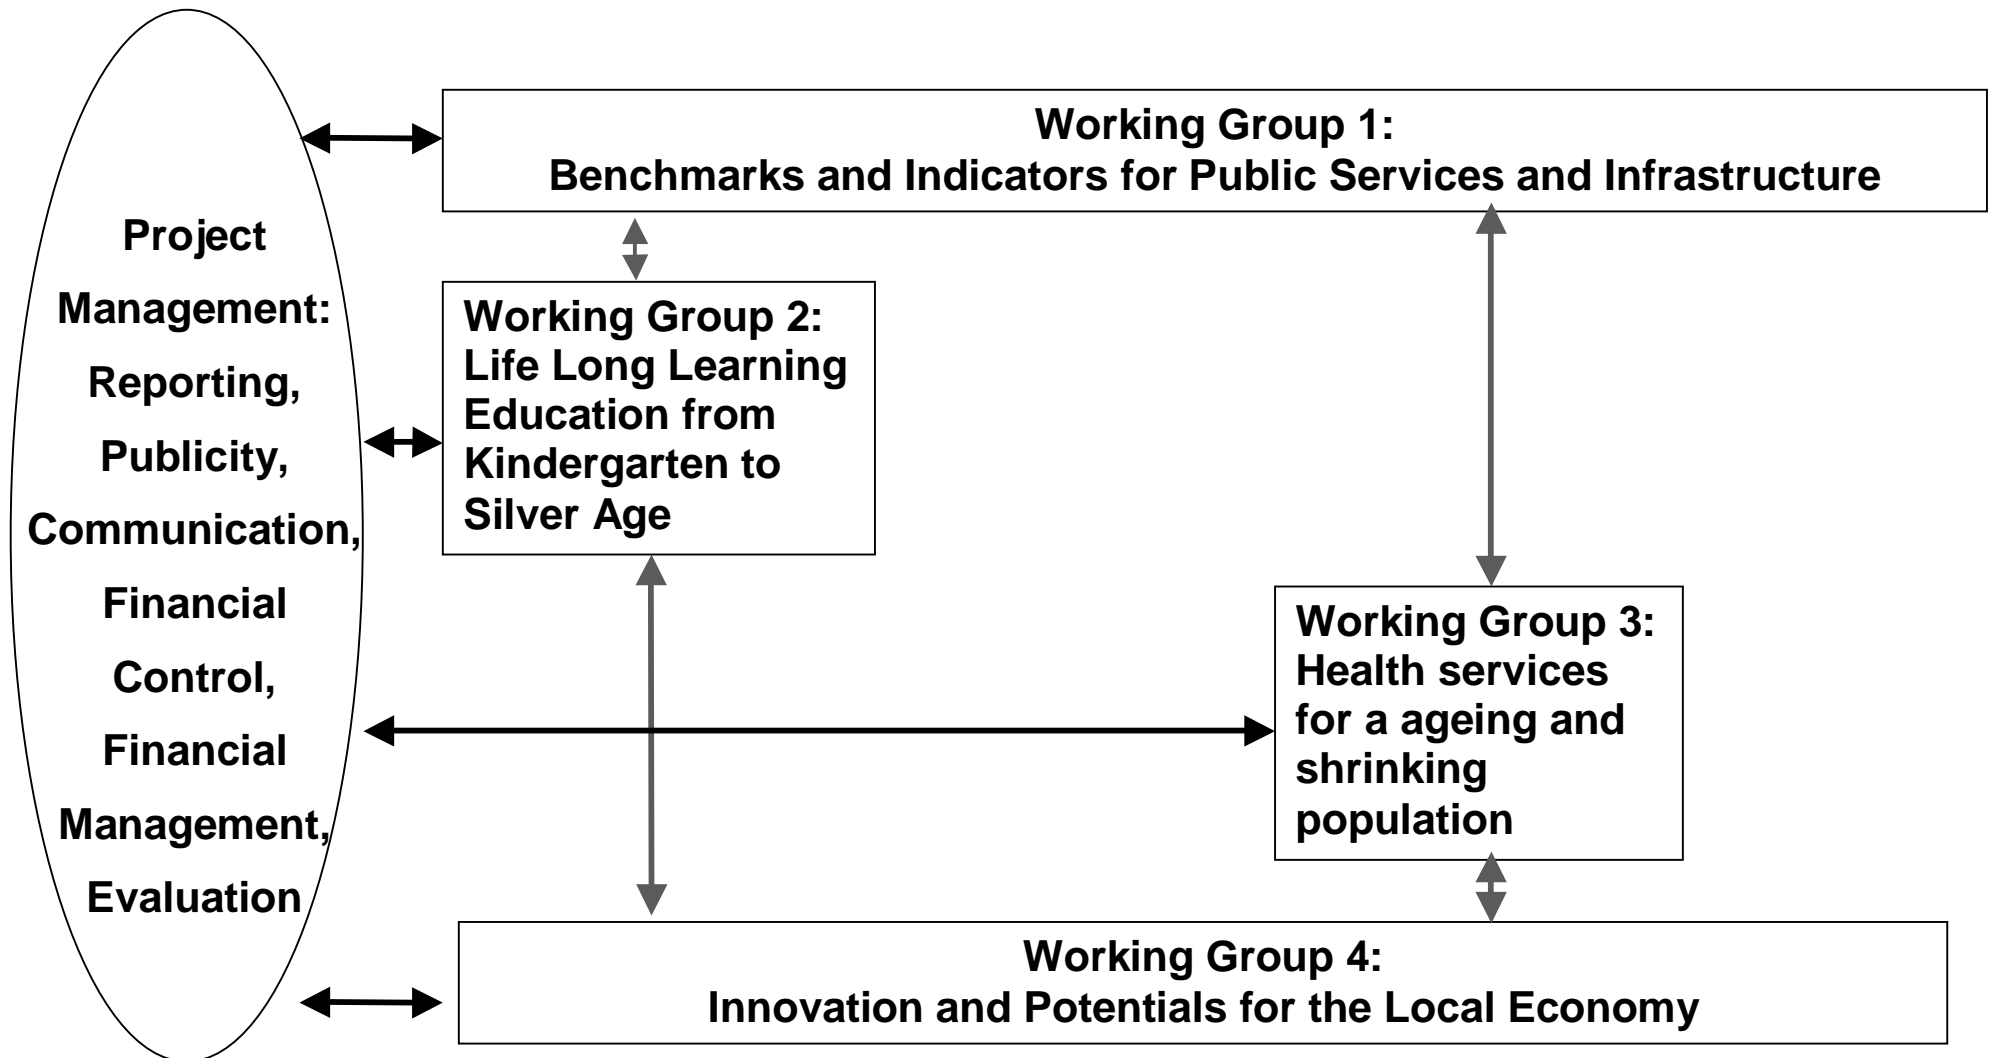 Project
Management:
Reporting,
Publicity,
Communication,
Financial
Control,
Financial
Management,
Evaluation
Working Group 1:
Benchmarks and Indicators for Public Services and Infrastructure
Working Group 2:
Life Long Learning
Education from
Kindergarten to
Silver Age
Working Group 3:
Health services
for a ageing and
shrinking
population
Working Group 4:
Innovation and Potentials for the Local Economy